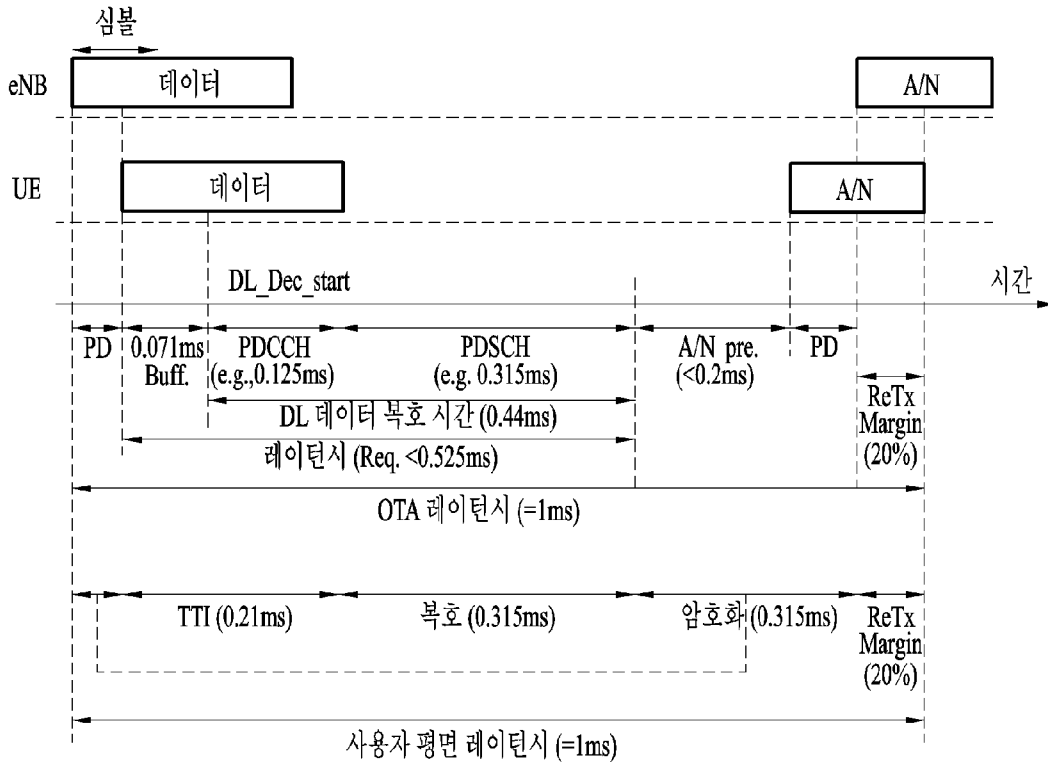 심볼
eNB
데이터
A/N
UE
데이터
A/N
DL_Dec_start
시간
PD
0.071ms
Buff.
PDCCH
(e.g.,0.125ms)
PDSCH
(e.g. 0.315ms)
A/N pre.
(<0.2ms)
PD
ReTx
Margin
(20%)
DL 데이터 복호 시간 (0.44ms)
레이턴시 (Req. <0.525ms)
OTA 레이턴시 (=1ms)
TTI (0.21ms)
복호 (0.315ms)
암호화 (0.315ms)
ReTx
Margin
(20%)
사용자 평면 레이턴시 (=1ms)